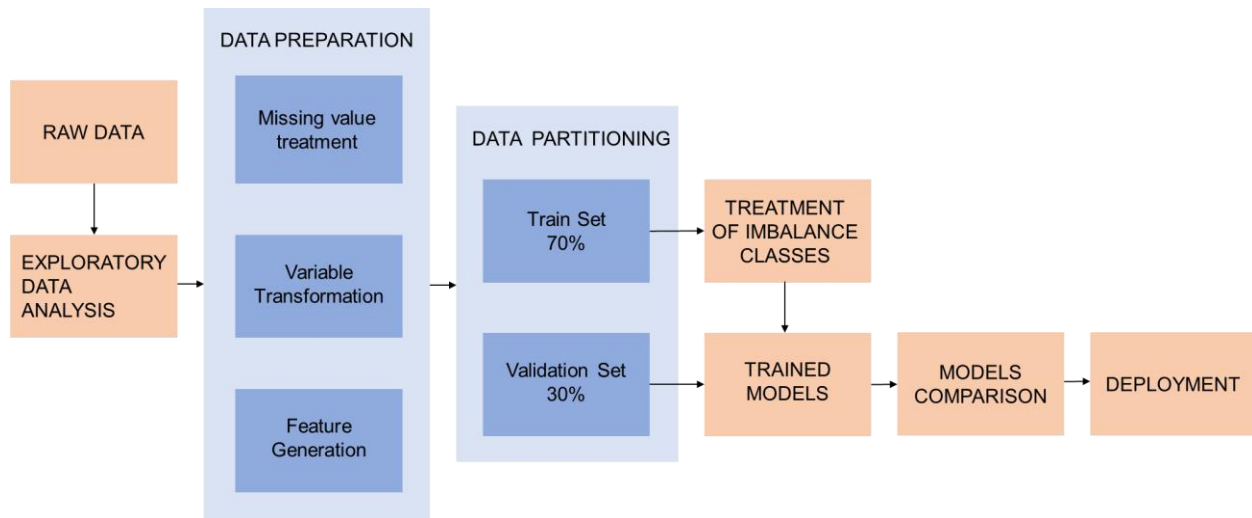 RAW DATA
EXPLORATORY
DATA
ANALYSIS
DATA PREPARATION
Missing value
treatment
Variable
Transformation
Feature
Generation
DATA PARTITIONING
Train Set
70%
Validation Set
30%
TREATMENT
OF IMBALANCE
CLASSES
TRAINED
MODELS
MODELS
COMPARISON
DEPLOYMENT